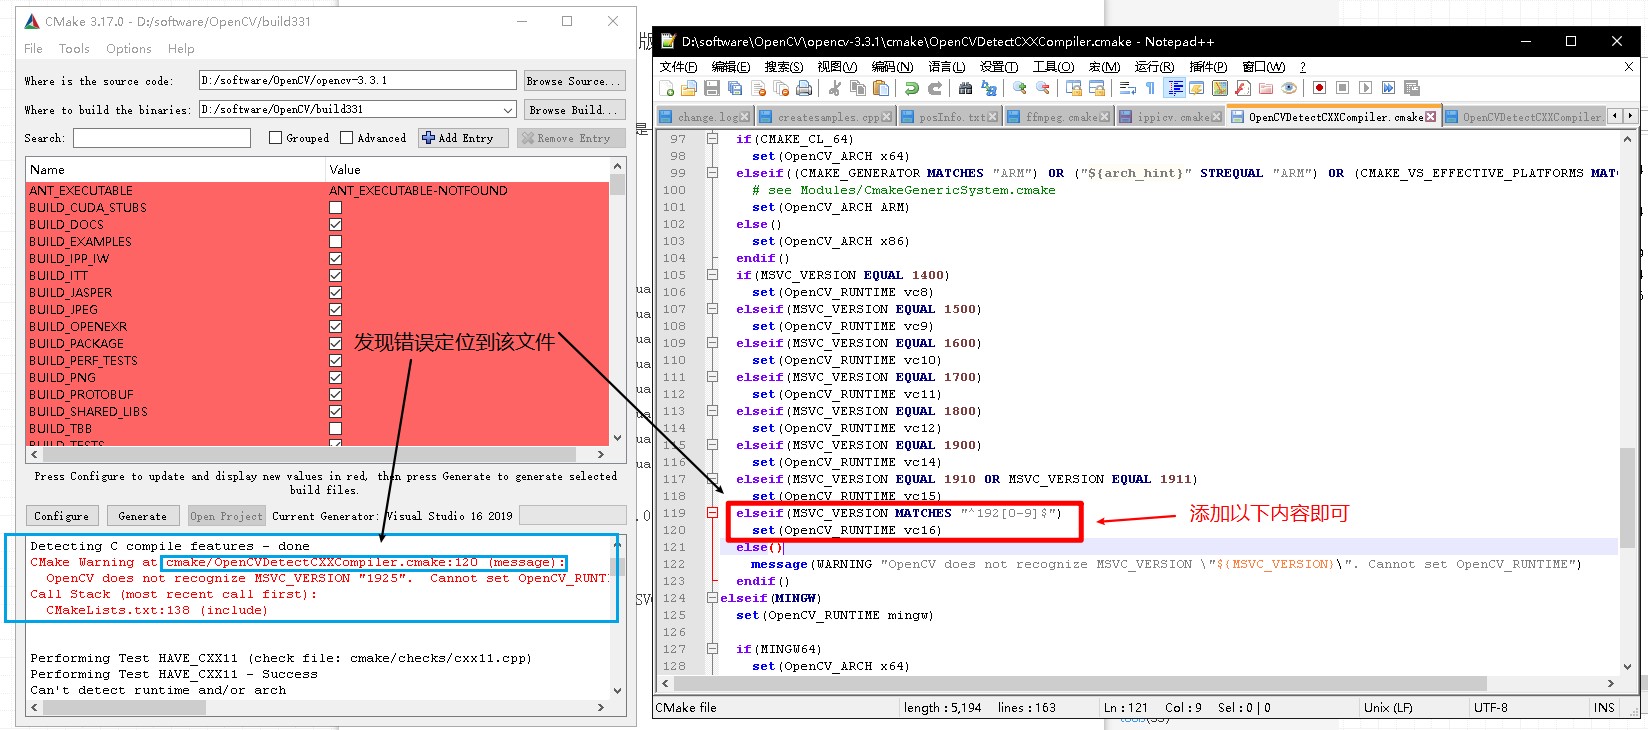 CMake 3.17.0 - D:/software/OpenCV/build331
File Tools Options Help
Where is the source code: D:/software/OpenCV/opencv-3.3.1 Browse Source...
Where to build the binaries: D:/software/OpenCV/build331 Browse Build...
Search: Grouped Advanced Add Entry Remove Entry
Name Value
ANT_EXECUTABLE ANT_EXECUTABLE-NOTFOUND
BUILD_CUDA_STUBS
BUILD_DOCS
BUILD_EXAMPLES
BUILD_IPP_IW
BUILD_ITT
BUILD_JASPER
BUILD_JPEG
BUILD_OPENEXR
BUILD_PACKAGE
BUILD_PERF_TESTS
BUILD_PNG
BUILD_PROTOBUF
BUILD_SHARED_LIBS
BUILD_TBB
BUILD_TESTS
发现错误定位到该文件
Press Configure to update and display new values in red, then press Generate to generate selected
build files.
Configure Generate Open Project Current Generator: Visual Studio 16 2019
Detecting C compile features - done
CMake Warning at cmake/OpenCVDetectCXXCompiler.cmake:120 (message):
OpenCV does not recognize MSVC_VERSION "1925". Cannot set OpenCV_RUNTI
Call Stack (most recent call first):
CMakeLists.txt:138 (include)
Performing Test HAVE_CXX11 (check file: cmake/checks/cxx11.cpp)
Performing Test HAVE_CXX11 - Success
Can't detect runtime and/or arch
版
是
D:\software\OpenCV\opencv-3.3.1\cmake\OpenCVDetectCXXCompiler.cmake - Notepad++
文件(F) 编辑(E) 搜索(S) 视图(V) 编码(N) 语言(L) 设置(T) 工具(O) 宏(M) 运行(R) 插件(P) 窗口(W) ? X
change.log createsamples.cpp posInfo.txt ffmpeg.cmake ippicv.cmake OpenCVDetectCXXCompiler.cmake OpenCVDetectCXXCompiler.
97 if(CMAKE_CL_64)
98 set(OpenCV_ARCH x64)
99 elseif((CMAKE_GENERATOR MATCHES "ARM") OR ("${arch_hint}" STREQUAL "ARM") OR (CMAKE_VS_EFFECTIVE_PLATFORMS MATC
100 # see Modules/CmakeGenericSystem.cmake
101 set(OpenCV_ARCH ARM)
102 else()
103 set(OpenCV_ARCH x86)
104 endif()
105 if(MSVC_VERSION EQUAL 1400)
106 set(OpenCV_RUNTIME vc8)
107 elseif(MSVC_VERSION EQUAL 1500)
108 set(OpenCV_RUNTIME vc9)
109 elseif(MSVC_VERSION EQUAL 1600)
110 set(OpenCV_RUNTIME vc10)
111 elseif(MSVC_VERSION EQUAL 1700)
112 set(OpenCV_RUNTIME vc11)
113 elseif(MSVC_VERSION EQUAL 1800)
114 set(OpenCV_RUNTIME vc12)
115 elseif(MSVC_VERSION EQUAL 1900)
116 set(OpenCV_RUNTIME vc14)
117 elseif(MSVC_VERSION EQUAL 1910 OR MSVC_VERSION EQUAL 1911)
118 set(OpenCV_RUNTIME vc15)
119 elseif(MSVC_VERSION MATCHES "^192[0-9]$")
120 set(OpenCV_RUNTIME vc16)
添加以下内容即可
121 else()
122 message(WARNING "OpenCV does not recognize MSVC_VERSION \"${MSVC_VERSION}\". Cannot set OpenCV_RUNTIME")
123 endif()
124 elseif(MINGW)
125 set(OpenCV_RUNTIME mingw)
126
127 if(MINGW64)
128 set(OpenCV_ARCH x64)
CMake file length : 5,194 lines : 163 Ln : 121 Col : 9 Sel : 0 | 0 Unix (LF) UTF-8 INS